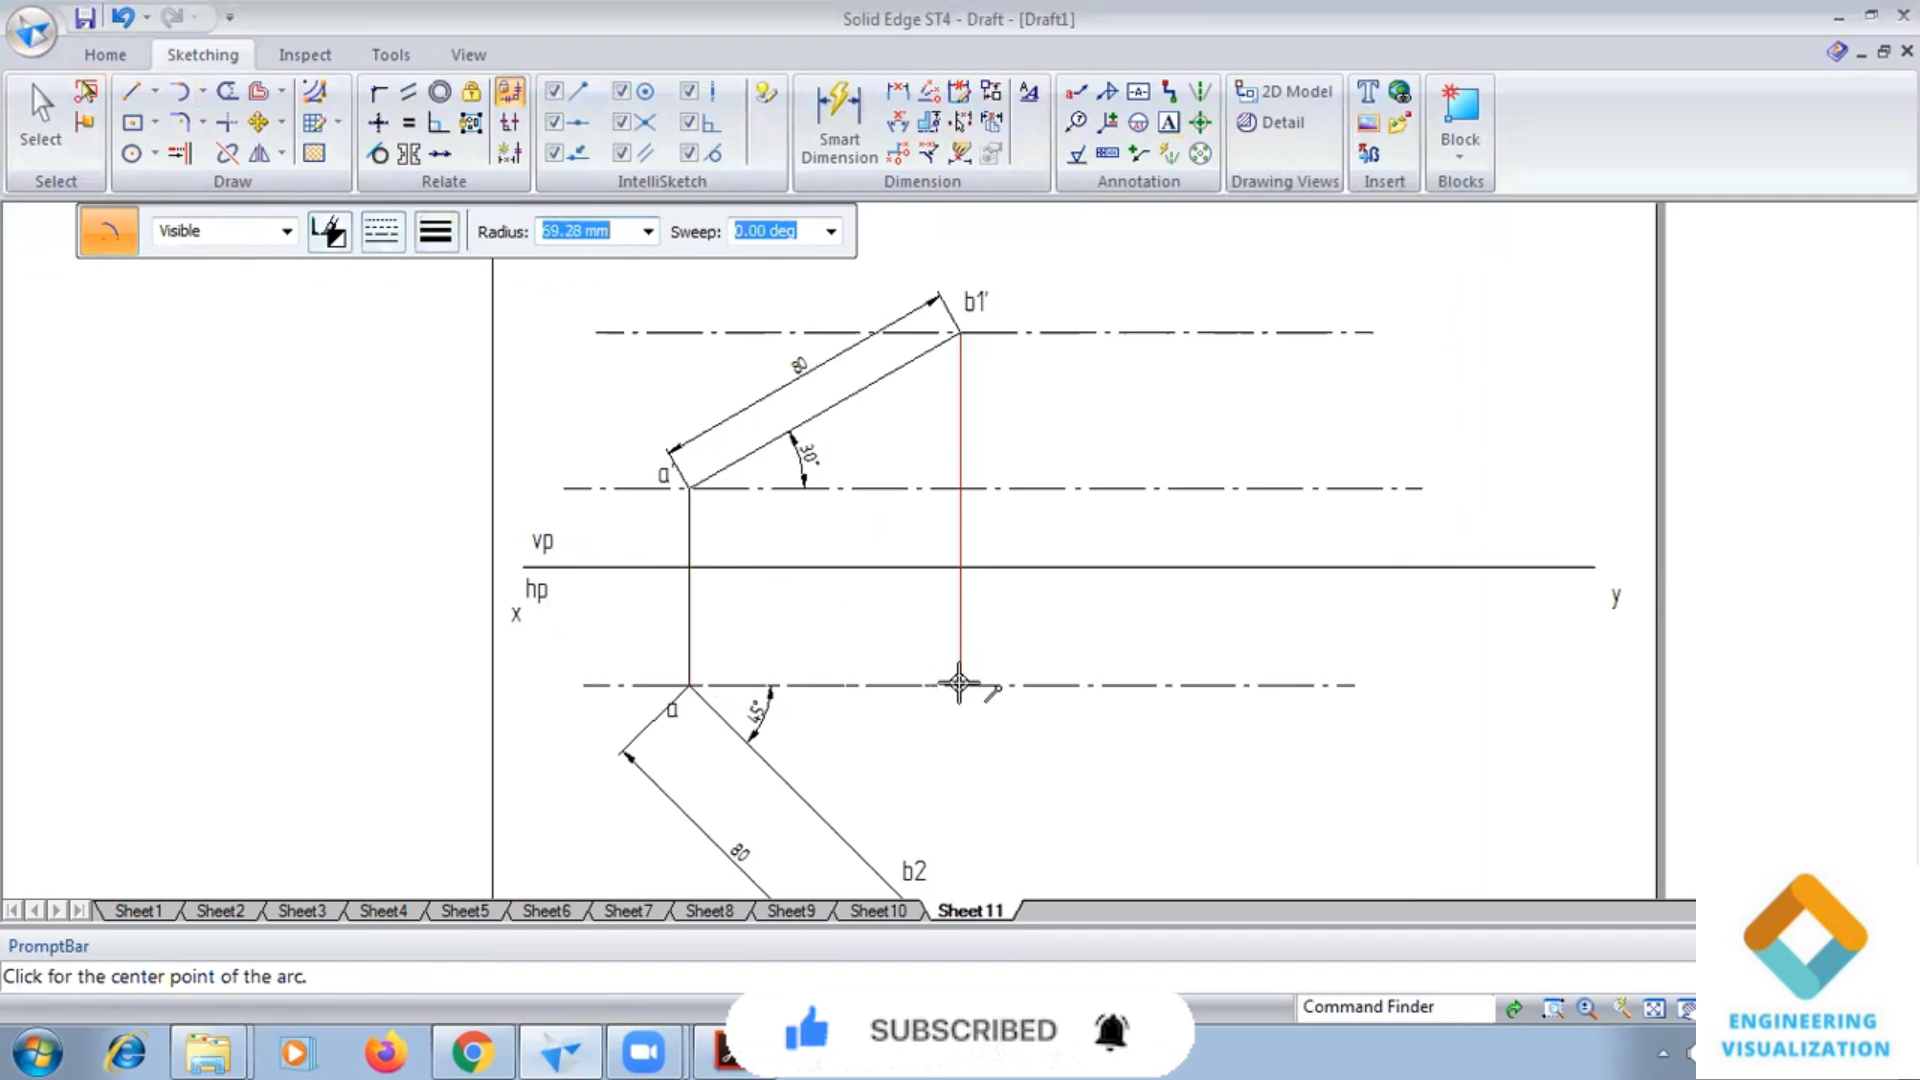 Solid Edge ST4 - Draft - [Draft1]
Home Sketching Inspect Tools View
Select
Smart Dimension
2D Model
Detail
Block
Select Draw Relate IntelliSketch Dimension Annotation Drawing Views Insert Blocks
Visible Radius: 69.28 mm Sweep: 0.00 deg
b1'
80
30°
a'
vp
hp
x
y
a
45°
80
b2
Sheet1 Sheet2 Sheet3 Sheet4 Sheet5 Sheet6 Sheet7 Sheet8 Sheet9 Sheet10 Sheet11
PromptBar
Click for the center point of the arc.
Command Finder
SUBSCRIBED
ENGINEERING
VISUALIZATION